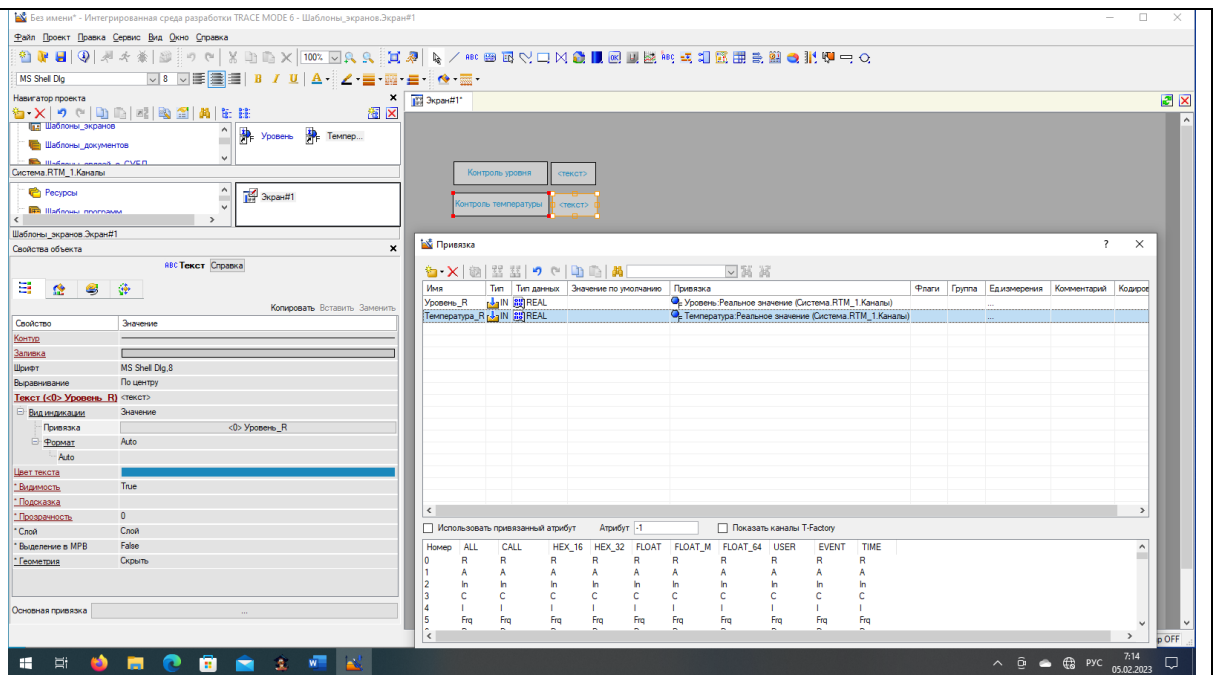 Без имени* - Интегрированная среда разработки TRACE MODE 6 - Шаблоны_экранов.Экран#1
Файл Проект Правка Сервис Вид Окно Справка
100%
ABC
OK
MS Shell Dlg 8 B I U A
Навигатор проекта
Экран#1*
Шаблоны_экранов
Шаблоны_документов
Уровень Темпер...
Система.RTM_1.Каналы
Ресурсы
Шаблоны_программ
Экран#1
Шаблоны_экранов.Экран#1
Контроль уровня <текст>
Контроль температуры <текст>
Свойства объекта
ABC Текст Справка
Копировать Вставить Заменить
Свойство Значение
Контур
Заливка
Шрифт MS Shell Dlg,8
Выравнивание По центру
Текст (<0> Уровень_R) <текст>
Вид индикации Значение
Привязка <0> Уровень_R
Формат Auto
Auto
Цвет текста
* Видимость True
* Подсказка
* Прозрачность 0
* Слой Слой
* Выделение в МРВ False
* Геометрия Скрыть
Основная привязка ...
Привязка ? 
Имя Тип Тип данных Значение по умолчанию Привязка Флаги Группа Ед.измерения Комментарий Кодиров
Уровень_R IN REAL Уровень:Реальное значение (Система.RTM_1.Каналы) ...
Температура_R IN REAL Температура:Реальное значение (Система.RTM_1.Каналы) ...
Использовать привязанный атрибут Атрибут -1 Показать каналы T-Factory
Номер ALL CALL HEX_16 HEX_32 FLOAT FLOAT_M FLOAT_64 USER EVENT TIME
0 R R R R R R R R R R
1 A A A A A A A A A A
2 In In In In In In In In In In
3 C C C C C C C C C C
4 I I I I I I I I I I
5 Frq Frq Frq Frq Frq Frq Frq Frq Frq Frq
р OFF
РУС
7:14
05.02.2023